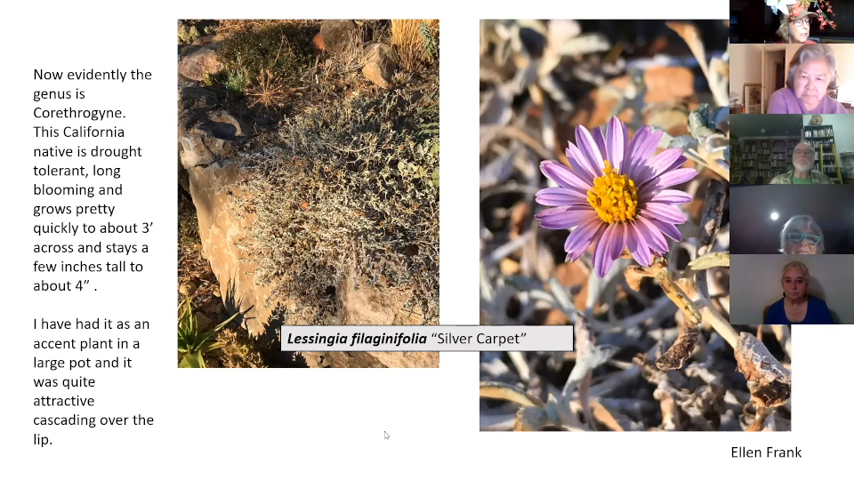 Now evidently the
genus is
Corethrogyne.
This California
native is drought
tolerant, long
blooming and
grows pretty
quickly to about 3’
across and stays a
few inches tall to
about 4” .
I have had it as an
accent plant in a
large pot and it
was quite
attractive
cascading over the
lip.
Lessingia filaginifolia “Silver Carpet”
Ellen Frank